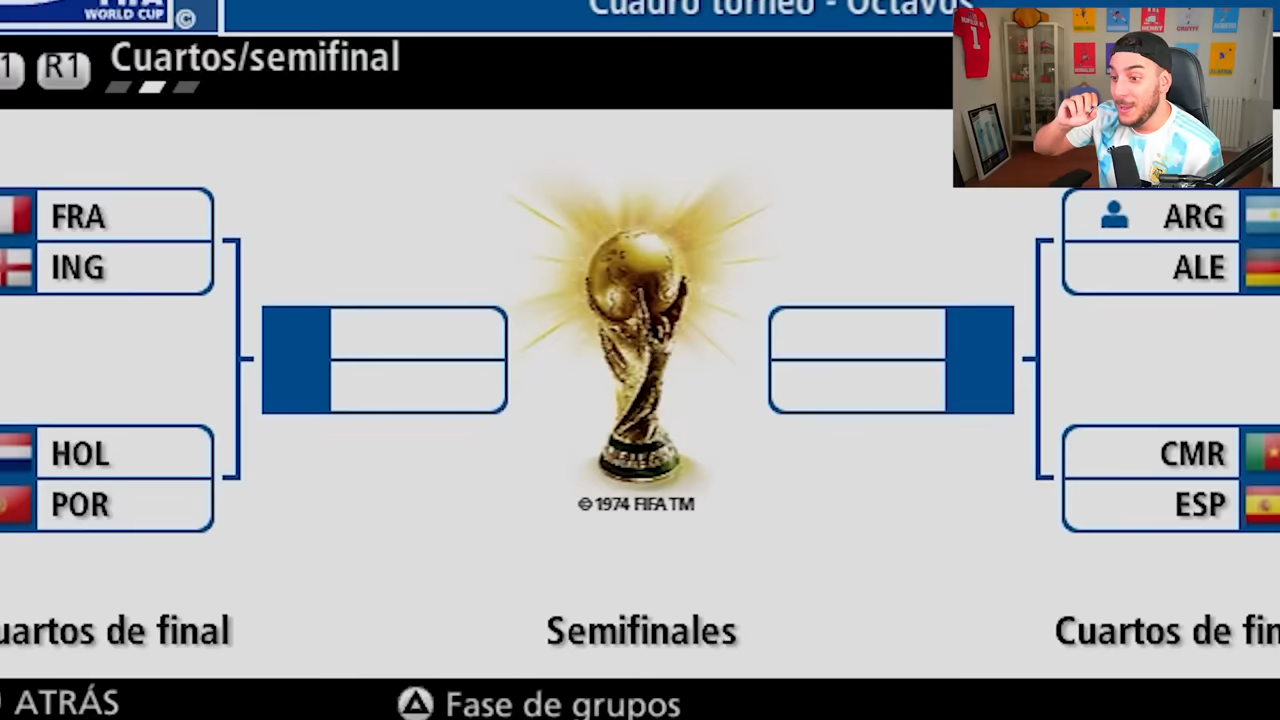 FIFA
WORLD CUP ©
Cuadro torneo - Octavos
R1 Cuartos/semifinal
FRA
ING
HOL
POR
ARG
ALE
CMR
ESP
© 1974 FIFA TM
uartos de final
Semifinales
Cuartos de fin
ATRÁS
Fase de grupos